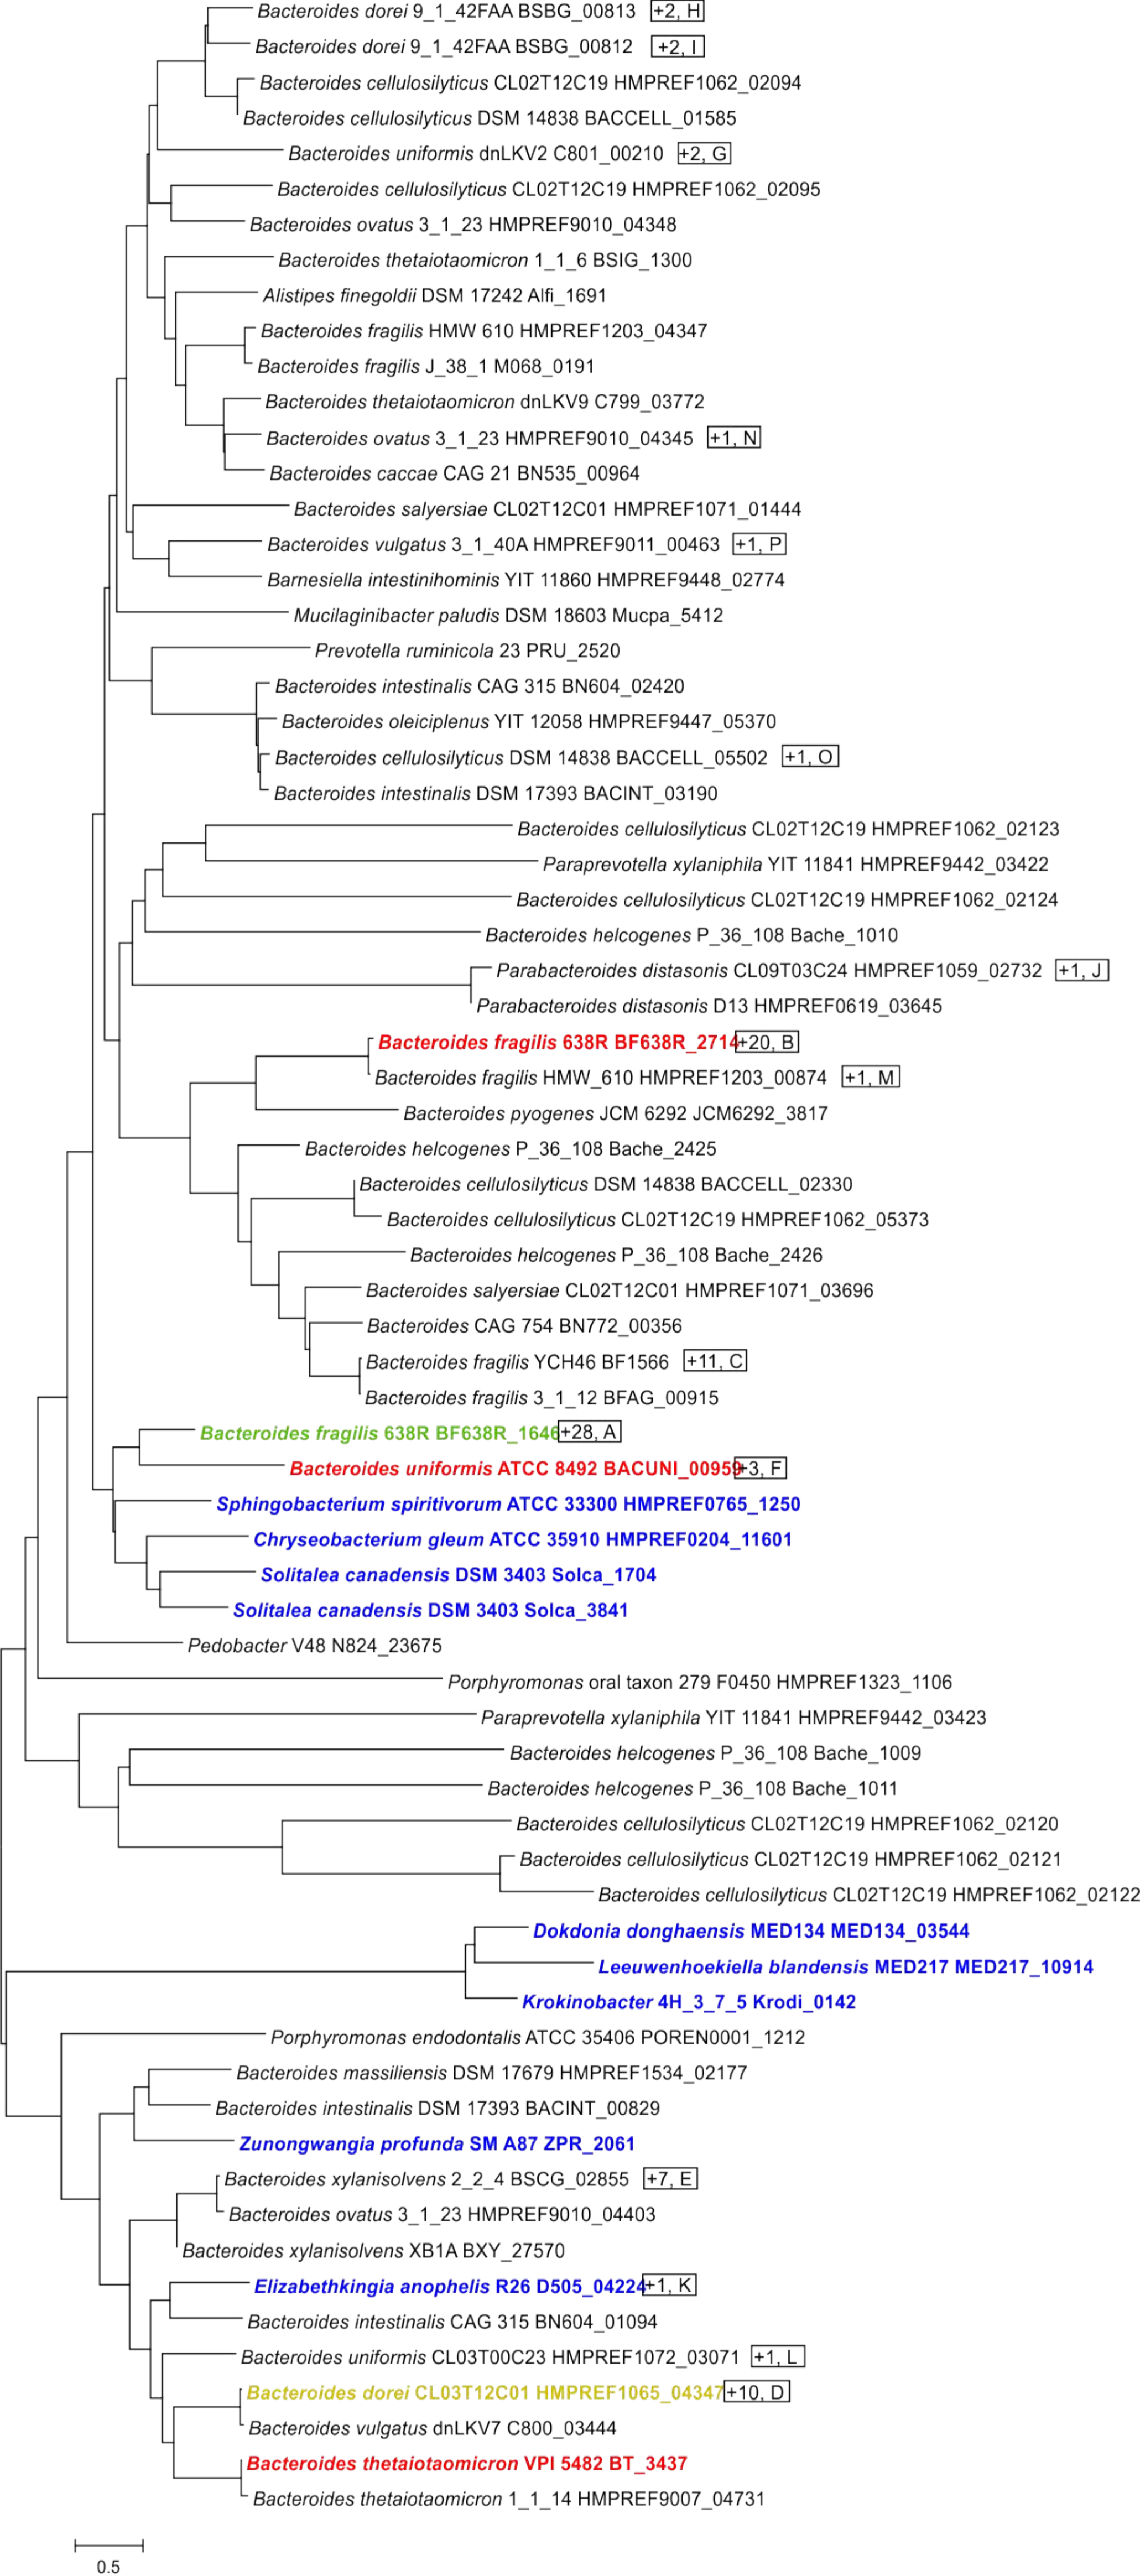 Bacteroides dorei 9_1_42FAA BSBG_00813 +2, H
Bacteroides dorei 9_1_42FAA BSBG_00812 +2, I
Bacteroides cellulosilyticus CL02T12C19 HMPREF1062_02094
Bacteroides cellulosilyticus DSM 14838 BACCELL_01585
Bacteroides uniformis dnLKV2 C801_00210 +2, G
Bacteroides cellulosilyticus CL02T12C19 HMPREF1062_02095
Bacteroides ovatus 3_1_23 HMPREF9010_04348
Bacteroides thetaiotaomicron 1_1_6 BSIG_1300
Alistipes finegoldii DSM 17242 Alfi_1691
Bacteroides fragilis HMW 610 HMPREF1203_04347
Bacteroides fragilis J_38_1 M068_0191
Bacteroides thetaiotaomicron dnLKV9 C799_03772
Bacteroides ovatus 3_1_23 HMPREF9010_04345 +1, N
Bacteroides caccae CAG 21 BN535_00964
Bacteroides salyersiae CL02T12C01 HMPREF1071_01444
Bacteroides vulgatus 3_1_40A HMPREF9011_00463 +1, P
Barnesiella intestinihominis YIT 11860 HMPREF9448_02774
Mucilaginibacter paludis DSM 18603 Mucpa_5412
Prevotella ruminicola 23 PRU_2520
Bacteroides intestinalis CAG 315 BN604_02420
Bacteroides oleiciplenus YIT 12058 HMPREF9447_05370
Bacteroides cellulosilyticus DSM 14838 BACCELL_05502 +1, O
Bacteroides intestinalis DSM 17393 BACINT_03190
Bacteroides cellulosilyticus CL02T12C19 HMPREF1062_02123
Paraprevotella xylaniphila YIT 11841 HMPREF9442_03422
Bacteroides cellulosilyticus CL02T12C19 HMPREF1062_02124
Bacteroides helcogenes P_36_108 Bache_1010
Parabacteroides distasonis CL09T03C24 HMPREF1059_02732 +1, J
Parabacteroides distasonis D13 HMPREF0619_03645
Bacteroides fragilis 638R BF638R_2714 +20, B
Bacteroides fragilis HMW_610 HMPREF1203_00874 +1, M
Bacteroides pyogenes JCM 6292 JCM6292_3817
Bacteroides helcogenes P_36_108 Bache_2425
Bacteroides cellulosilyticus DSM 14838 BACCELL_02330
Bacteroides cellulosilyticus CL02T12C19 HMPREF1062_05373
Bacteroides helcogenes P_36_108 Bache_2426
Bacteroides salyersiae CL02T12C01 HMPREF1071_03696
Bacteroides CAG 754 BN772_00356
Bacteroides fragilis YCH46 BF1566 +11, C
Bacteroides fragilis 3_1_12 BFAG_00915
Bacteroides fragilis 638R BF638R_1646 +28, A
Bacteroides uniformis ATCC 8492 BACUNI_00959 +3, F
Sphingobacterium spiritivorum ATCC 33300 HMPREF0765_1250
Chryseobacterium gleum ATCC 35910 HMPREF0204_11601
Solitalea canadensis DSM 3403 Solca_1704
Solitalea canadensis DSM 3403 Solca_3841
Pedobacter V48 N824_23675
Porphyromonas oral taxon 279 F0450 HMPREF1323_1106
Paraprevotella xylaniphila YIT 11841 HMPREF9442_03423
Bacteroides helcogenes P_36_108 Bache_1009
Bacteroides helcogenes P_36_108 Bache_1011
Bacteroides cellulosilyticus CL02T12C19 HMPREF1062_02120
Bacteroides cellulosilyticus CL02T12C19 HMPREF1062_02121
Bacteroides cellulosilyticus CL02T12C19 HMPREF1062_02122
Dokdonia donghaensis MED134 MED134_03544
Leeuwenhoekiella blandensis MED217 MED217_10914
Krokinobacter 4H_3_7_5 Krodi_0142
Porphyromonas endodontalis ATCC 35406 POREN0001_1212
Bacteroides massiliensis DSM 17679 HMPREF1534_02177
Bacteroides intestinalis DSM 17393 BACINT_00829
Zunongwangia profunda SM A87 ZPR_2061
Bacteroides xylanisolvens 2_2_4 BSCG_02855 +7, E
Bacteroides ovatus 3_1_23 HMPREF9010_04403
Bacteroides xylanisolvens XB1A BXY_27570
Elizabethkingia anophelis R26 D505_04224 +1, K
Bacteroides intestinalis CAG 315 BN604_01094
Bacteroides uniformis CL03T00C23 HMPREF1072_03071 +1, L
Bacteroides dorei CL03T12C01 HMPREF1065_04347 +10, D
Bacteroides vulgatus dnLKV7 C800_03444
Bacteroides thetaiotaomicron VPI 5482 BT_3437
Bacteroides thetaiotaomicron 1_1_14 HMPREF9007_04731
0.5